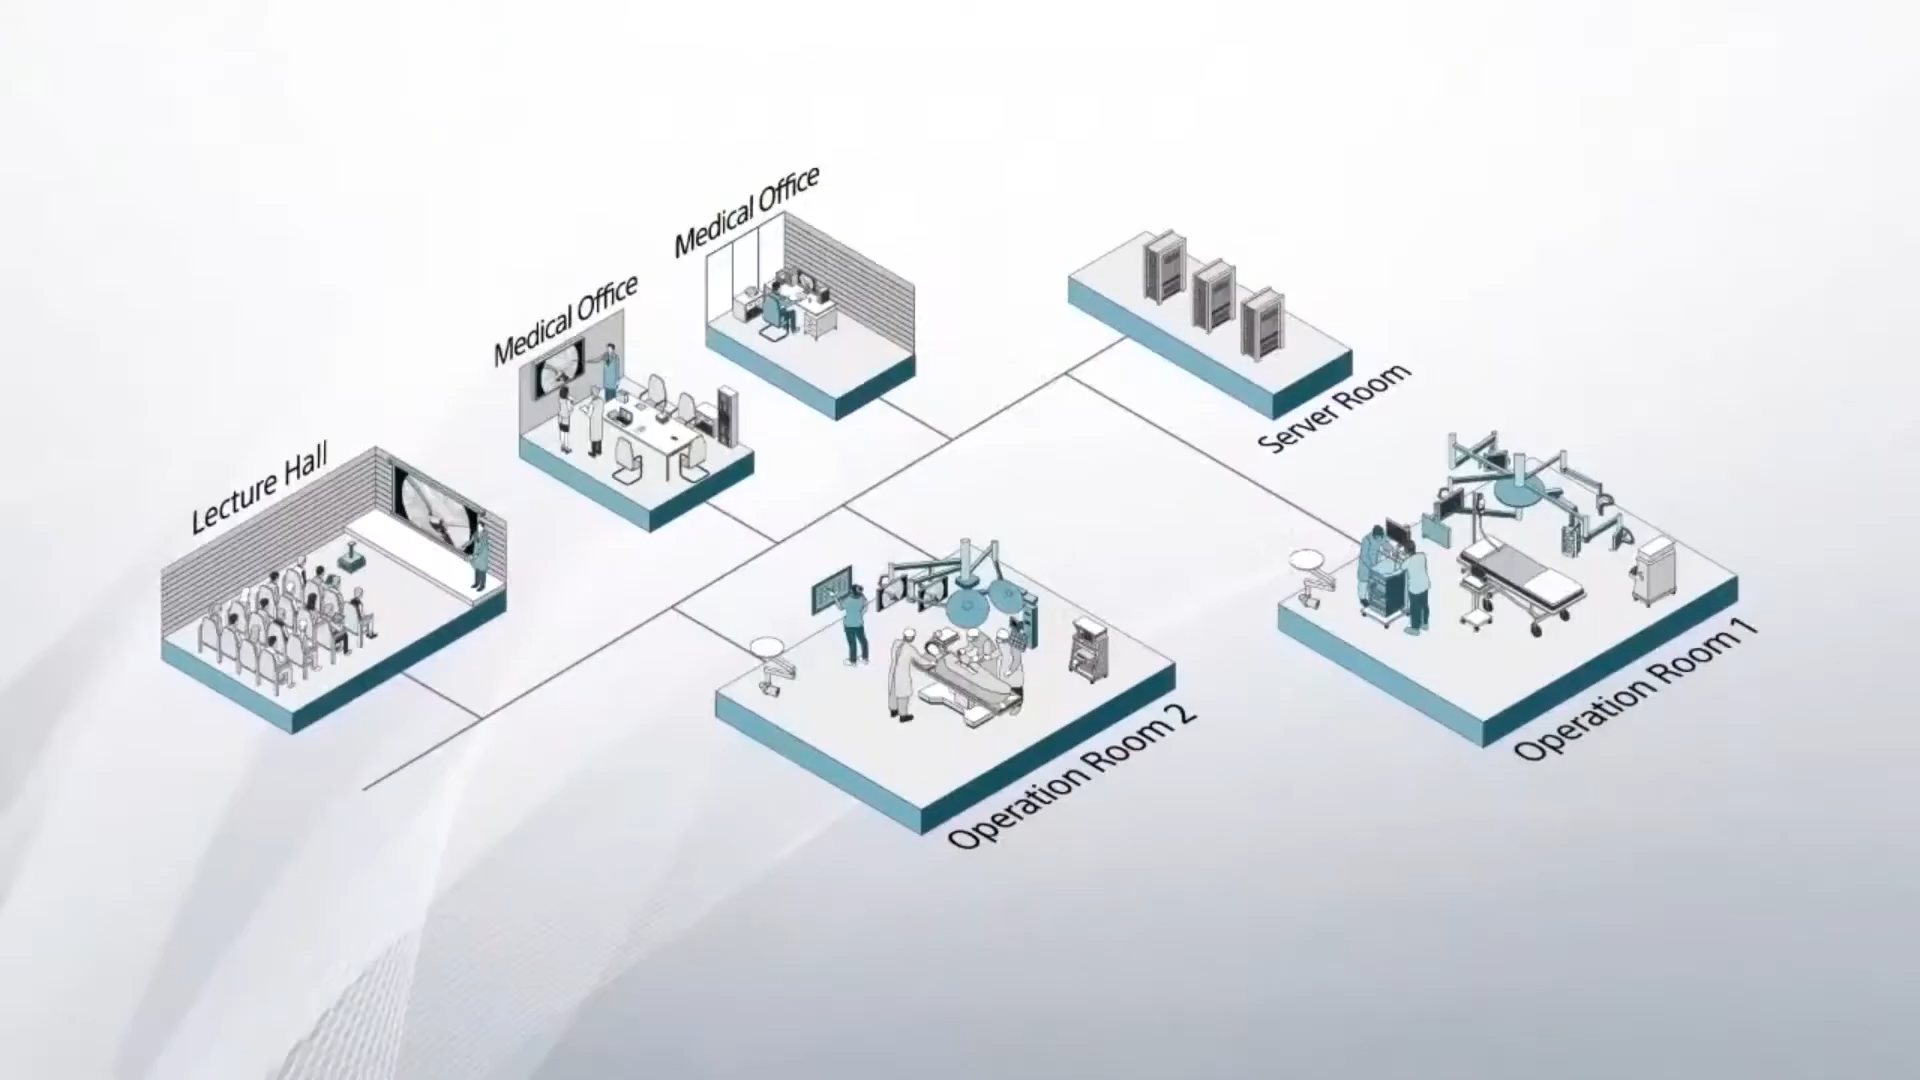 Medical Office
Medical Office
Server Room
Lecture Hall
Operation Room 1
Operation Room 2